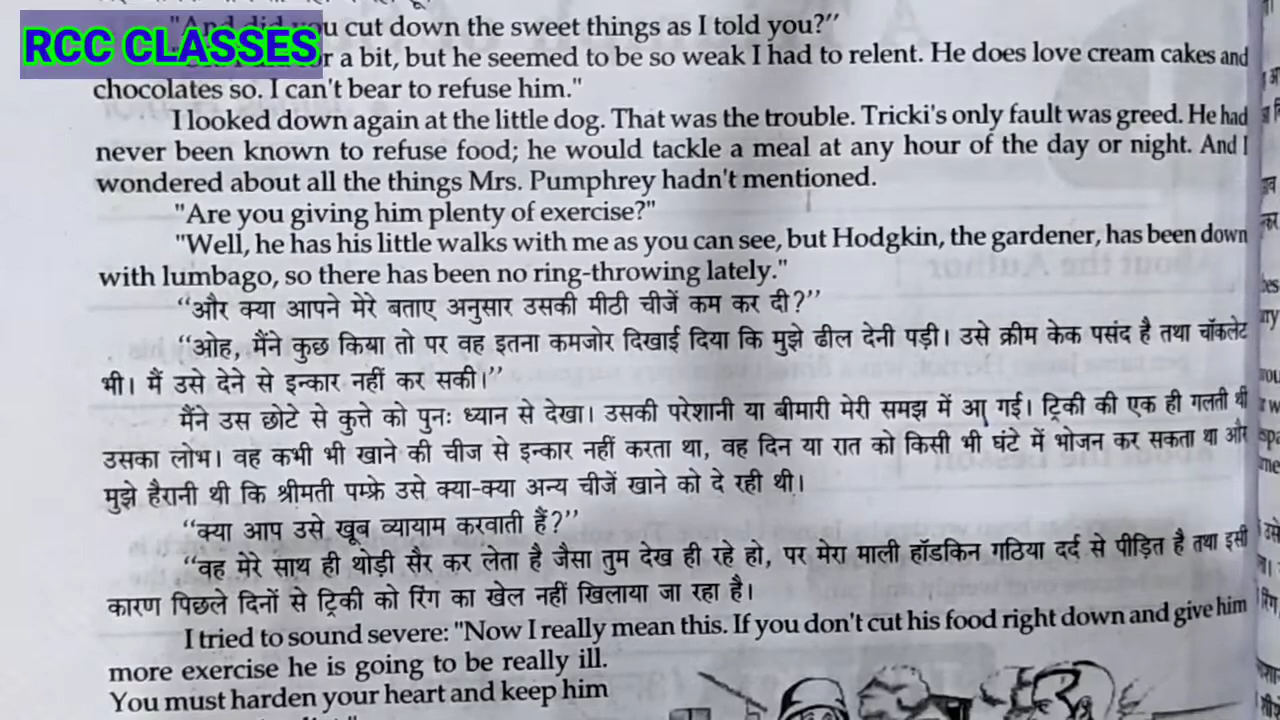 RCC CLASSES
"And did you cut down the sweet things as I told you?"
r a bit, but he seemed to be so weak I had to relent. He does love cream cakes and
chocolates so. I can't bear to refuse him."
I looked down again at the little dog. That was the trouble. Tricki's only fault was greed. He had
never been known to refuse food; he would tackle a meal at any hour of the day or night. And I
wondered about all the things Mrs. Pumphrey hadn't mentioned.
"Are you giving him plenty of exercise?"
"Well, he has his little walks with me as you can see, but Hodgkin, the gardener, has been down
with lumbago, so there has been no ring-throwing lately."
“और क्या आपने मेरे बताए अनुसार उसकी मीठी चीजें कम कर दी?”
“ओह, मैंने कुछ किया तो पर वह इतना कमजोर दिखाई दिया कि मुझे ढील देनी पड़ी। उसे क्रीम केक पसंद है तथा चॉकलेट
भी। मैं उसे देने से इन्कार नहीं कर सकी।”
मैंने उस छोटे से कुत्ते को पुनः ध्यान से देखा। उसकी परेशानी या बीमारी मेरी समझ में आ गई। ट्रिकी की एक ही गलती थी
उसका लोभ। वह कभी भी खाने की चीज से इन्कार नहीं करता था, वह दिन या रात को किसी भी घंटे में भोजन कर सकता था और
मुझे हैरानी थी कि श्रीमती पम्फ्रे उसे क्या-क्या अन्य चीजें खाने को दे रही थी।
“क्या आप उसे खूब व्यायाम करवाती हैं?”
“वह मेरे साथ ही थोड़ी सैर कर लेता है जैसा तुम देख ही रहे हो, पर मेरा माली हॉडकिन गठिया दर्द से पीड़ित है तथा इसी
कारण पिछले दिनों से ट्रिकी को रिंग का खेल नहीं खिलाया जा रहा है।
I tried to sound severe: "Now I really mean this. If you don't cut his food right down and give him
more exercise he is going to be really ill.
You must harden your heart and keep him